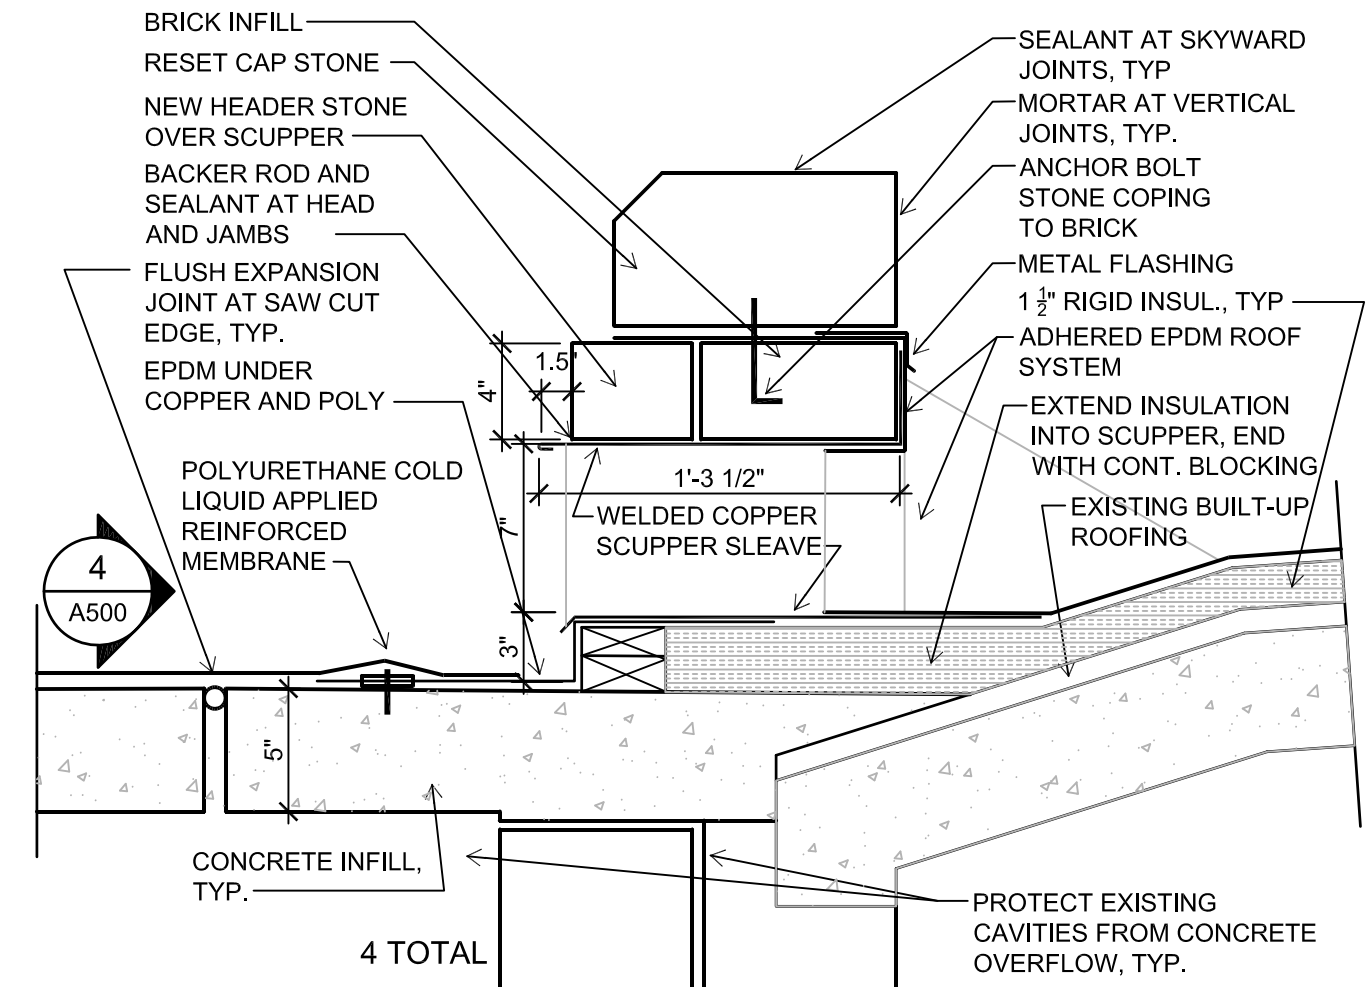 BRICK INFILL
RESET CAP STONE
NEW HEADER STONE
OVER SCUPPER
BACKER ROD AND
SEALANT AT HEAD
AND JAMBS
FLUSH EXPANSION
JOINT AT SAW CUT
EDGE, TYP.
EPDM UNDER
COPPER AND POLY
POLYURETHANE COLD
LIQUID APPLIED
REINFORCED
MEMBRANE
4
A500
SEALANT AT SKYWARD
JOINTS, TYP
MORTAR AT VERTICAL
JOINTS, TYP.
ANCHOR BOLT
STONE COPING
TO BRICK
METAL FLASHING
1 1/2" RIGID INSUL., TYP
ADHERED EPDM ROOF
SYSTEM
EXTEND INSULATION
INTO SCUPPER, END
WITH CONT. BLOCKING
EXISTING BUILT-UP
ROOFING
1.5"
4"
1'-3 1/2"
7"
WELDED COPPER
SCUPPER SLEAVE
3"
5"
CONCRETE INFILL,
TYP.
4 TOTAL
PROTECT EXISTING
CAVITIES FROM CONCRETE
OVERFLOW, TYP.